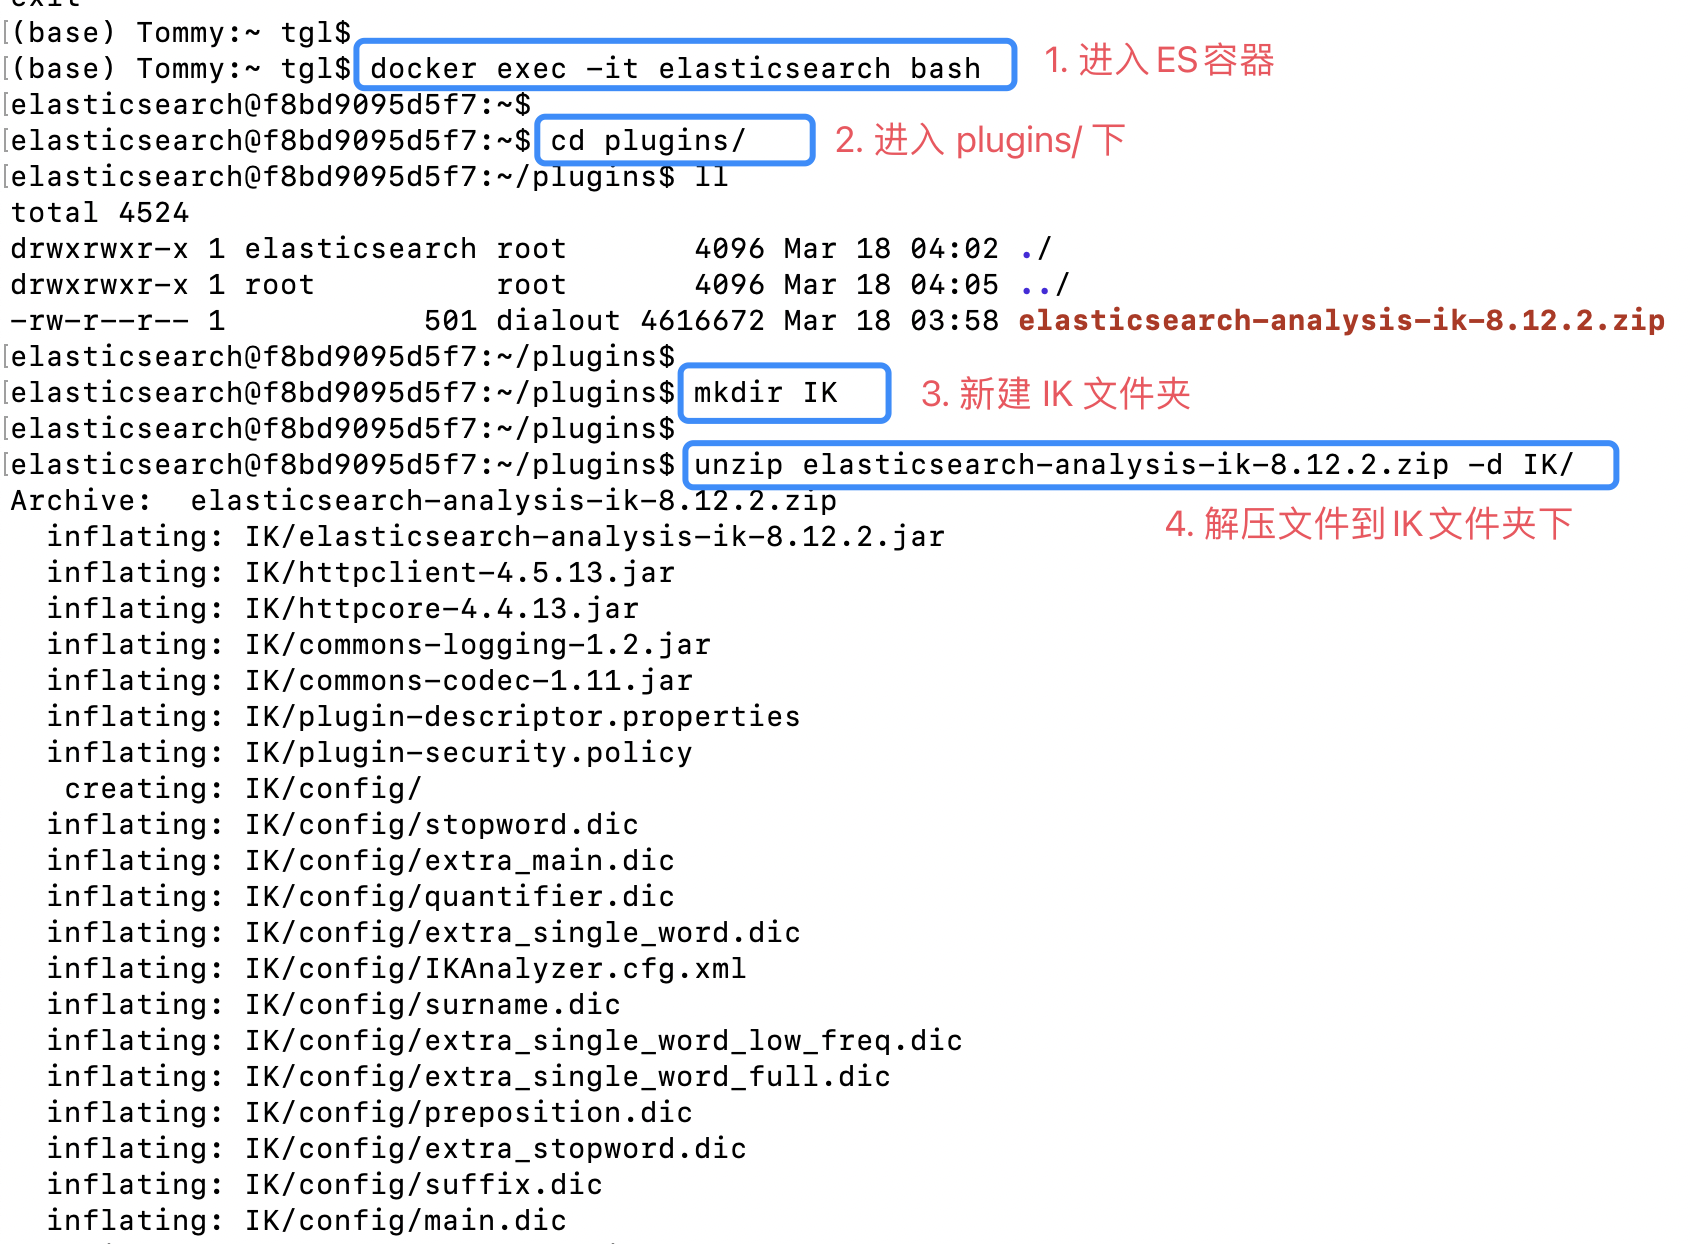 exit
(base) Tommy:~ tgl$
(base) Tommy:~ tgl$ docker exec -it elasticsearch bash 1. 进入ES容器
elasticsearch@f8bd9095d5f7:~$
elasticsearch@f8bd9095d5f7:~$ cd plugins/ 2. 进入 plugins/ 下
elasticsearch@f8bd9095d5f7:~/plugins$ ll
total 4524
drwxrwxr-x 1 elasticsearch root 4096 Mar 18 04:02 ./
drwxrwxr-x 1 root root 4096 Mar 18 04:05 ../
-rw-r--r-- 1 501 dialout 4616672 Mar 18 03:58 elasticsearch-analysis-ik-8.12.2.zip
elasticsearch@f8bd9095d5f7:~/plugins$
elasticsearch@f8bd9095d5f7:~/plugins$ mkdir IK 3. 新建 IK 文件夹
elasticsearch@f8bd9095d5f7:~/plugins$
elasticsearch@f8bd9095d5f7:~/plugins$ unzip elasticsearch-analysis-ik-8.12.2.zip -d IK/
Archive: elasticsearch-analysis-ik-8.12.2.zip
4. 解压文件到IK文件夹下
inflating: IK/elasticsearch-analysis-ik-8.12.2.jar
inflating: IK/httpclient-4.5.13.jar
inflating: IK/httpcore-4.4.13.jar
inflating: IK/commons-logging-1.2.jar
inflating: IK/commons-codec-1.11.jar
inflating: IK/plugin-descriptor.properties
inflating: IK/plugin-security.policy
creating: IK/config/
inflating: IK/config/stopword.dic
inflating: IK/config/extra_main.dic
inflating: IK/config/quantifier.dic
inflating: IK/config/extra_single_word.dic
inflating: IK/config/IKAnalyzer.cfg.xml
inflating: IK/config/surname.dic
inflating: IK/config/extra_single_word_low_freq.dic
inflating: IK/config/extra_single_word_full.dic
inflating: IK/config/preposition.dic
inflating: IK/config/extra_stopword.dic
inflating: IK/config/suffix.dic
inflating: IK/config/main.dic